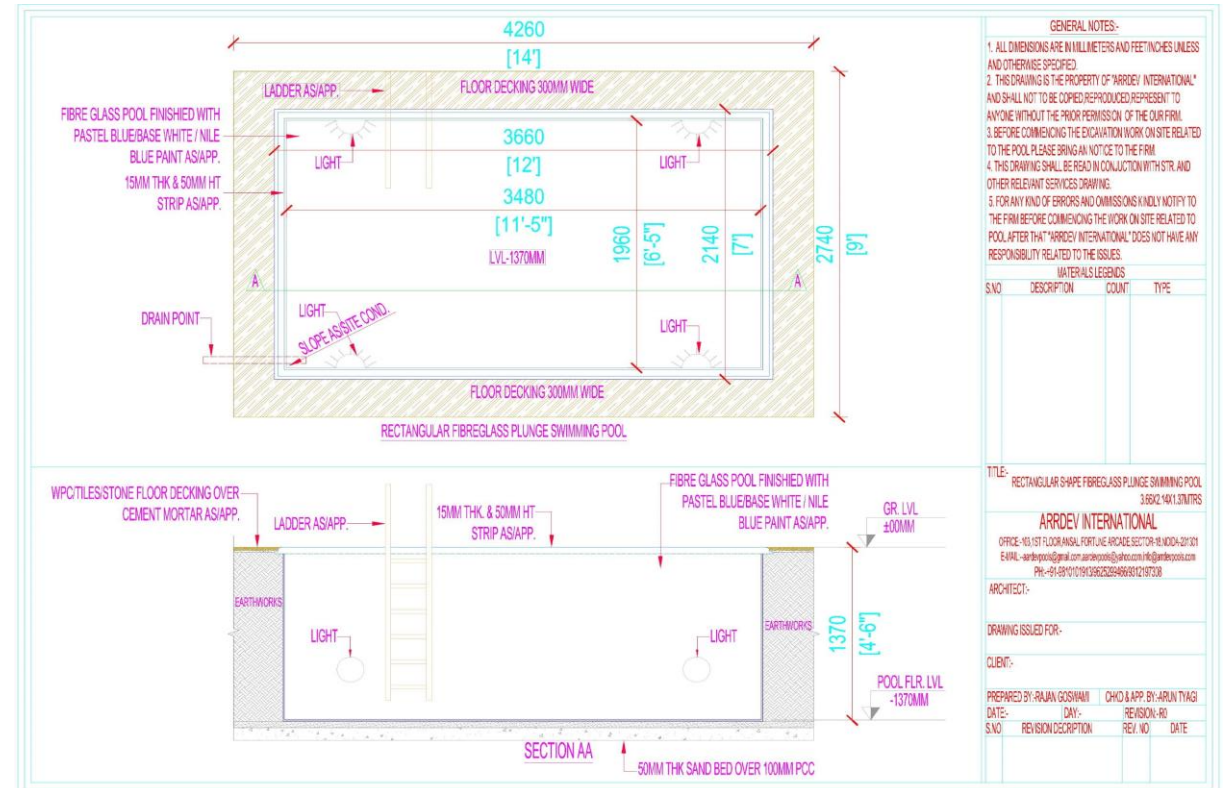 4260
[14']
LADDER AS/APP.
FLOOR DECKING 300MM WIDE
FIBRE GLASS POOL FINISHIED WITH
PASTEL BLUE/BASE WHITE / NILE
BLUE PAINT AS/APP.
15MM THK & 50MM HT
STRIP AS/APP.
LIGHT
LIGHT
3660
[12']
3480
[11'-5"]
LVL-1370MM
1960
[6'-5"]
2140
[7']
2740
[9']
A
A
DRAIN POINT
LIGHT
SLOPE AS/SITE COND.
LIGHT
FLOOR DECKING 300MM WIDE
RECTANGULAR FIBREGLASS PLUNGE SWIMMING POOL
WPC/TILES/STONE FLOOR DECKING OVER
CEMENT MORTAR AS/APP.
LADDER AS/APP.
15MM THK. & 50MM HT
STRIP AS/APP.
FIBRE GLASS POOL FINISHIED WITH
PASTEL BLUE/BASE WHITE / NILE
BLUE PAINT AS/APP.
GR. LVL
±00MM
EARTHWORKS
EARTHWORKS
LIGHT
LIGHT
1370
[4'-6"]
POOL FLR. LVL
-1370MM
SECTION AA
50MM THK SAND BED OVER 100MM PCC
GENERAL NOTES:-
1. ALL DIMENSIONS ARE IN MILLIMETERS AND FEET/INCHES UNLESS
AND OTHERWISE SPECIFIED.
2. THIS DRAWING IS THE PROPERTY OF "ARRDEV INTERNATIONAL"
AND SHALL NOT TO BE COPIED,REPRODUCED,REPRESENT TO
ANYONE WITHOUT THE PRIOR PERMISSION OF THE OUR FIRM.
3. BEFORE COMMENCING THE EXCAVATION WORK ON SITE RELATED
TO THE POOL PLEASE BRING AN NOTICE TO THE FIRM.
4. THIS DRAWING SHALL BE READ IN CONJUCTION WITH STR. AND
OTHER RELEVANT SERVICES DRAWING.
5. FOR ANY KIND OF ERRORS AND OMMISSIONS KINDLY NOTIFY TO
THE FIRM BEFORE COMMENCING THE WORK ON SITE RELATED TO
POOL AFTER THAT "ARRDEV INTERNATIONAL" DOES NOT HAVE ANY
RESPONSIBILITY RELATED TO THE ISSUES.
MATERIALS LEGENDS
S.NO DESCRIPTION COUNT TYPE
TITLE:-
RECTANGULAR SHAPE FIBREGLASS PLUNGE SWIMMING POOL
3.66X2.14X1.37MTRS
ARRDEV INTERNATIONAL
OFFICE:-103,1ST FLOOR,ANSAL FORTUNE ARCADE,SECTOR-18,NOIDA-201301
ARCHITECT:-
DRAWING ISSUED FOR:-
CLIENT:-
PREPARED BY:-RAJAN GOSWAMI CHKD & APP. BY:-ARUN TYAGI
DATE:- DAY:- REVISION:-R0
S.NO REVISION DECRIPTION REV. NO DATE